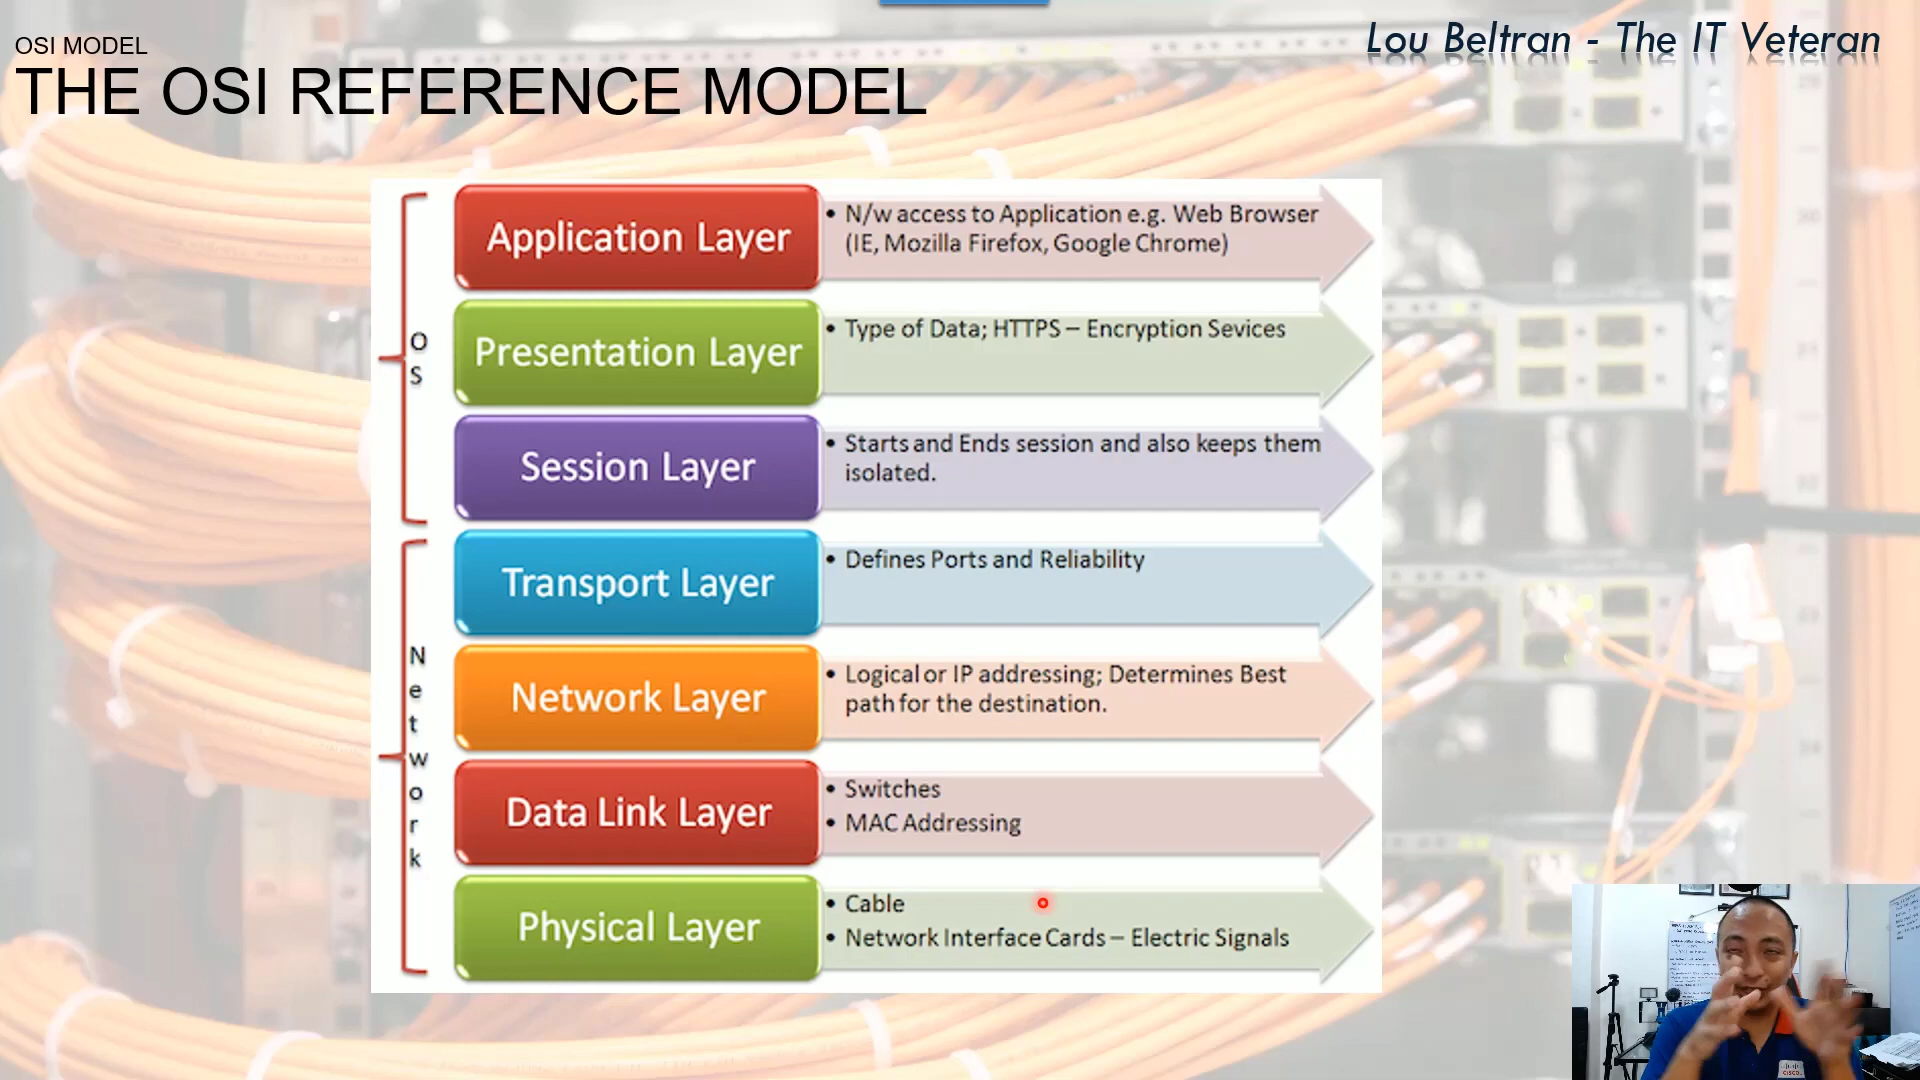 OSI MODEL
THE OSI REFERENCE MODEL
Lou Beltran - The IT Veteran
OS
Application Layer
• N/w access to Application e.g. Web Browser
(IE, Mozilla Firefox, Google Chrome)
Presentation Layer
• Type of Data; HTTPS – Encryption Sevices
Session Layer
• Starts and Ends session and also keeps them
isolated.
Network
Transport Layer
• Defines Ports and Reliability
Network Layer
• Logical or IP addressing; Determines Best
path for the destination.
Data Link Layer
• Switches
• MAC Addressing
Physical Layer
• Cable
• Network Interface Cards – Electric Signals
CISCO